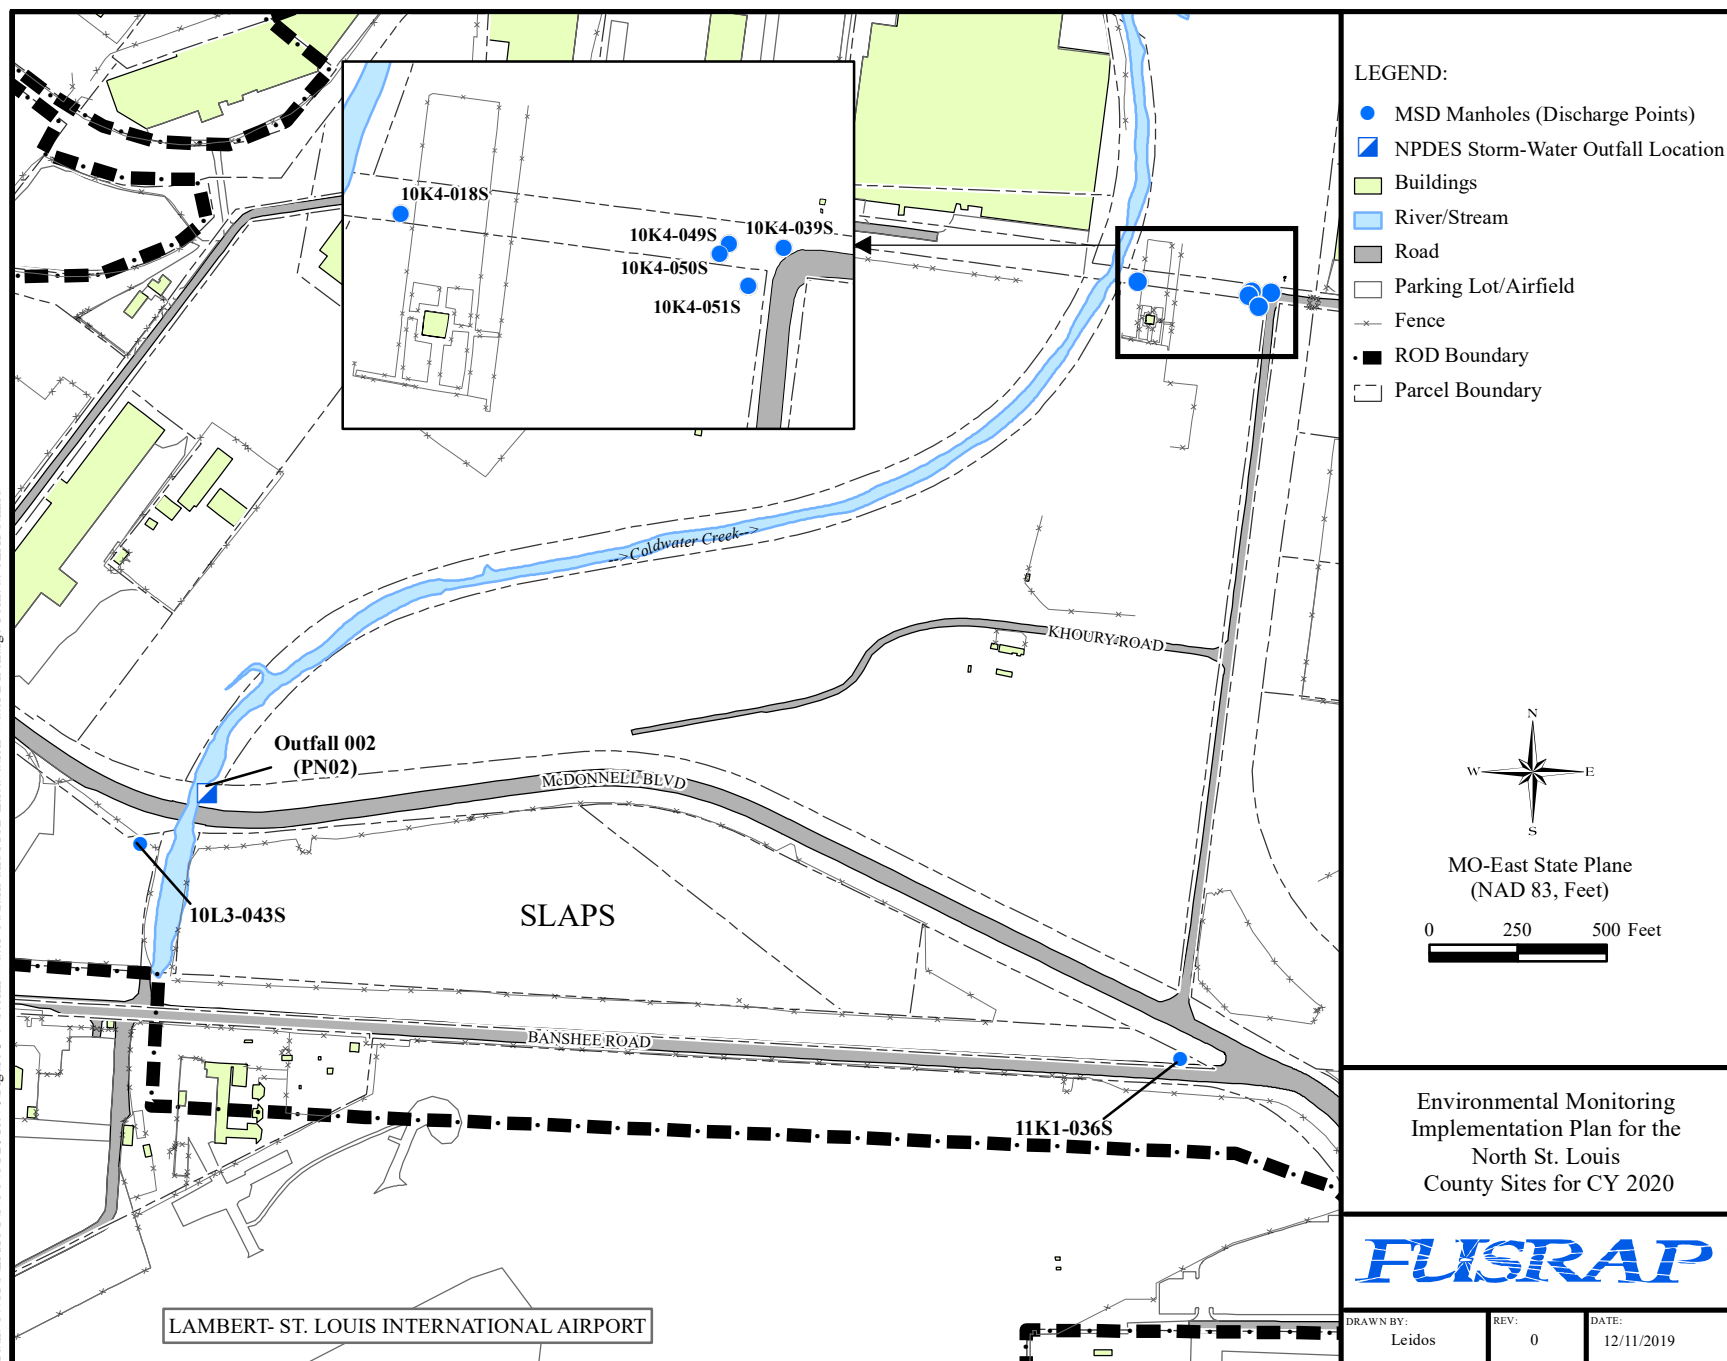 10K4-018S
10K4-049S
10K4-039S
10K4-050S
10K4-051S
-->Coldwater Creek-->
KHOURY ROAD
Outfall 002
(PN02)
McDONNELL BLVD
10L3-043S
SLAPS
BANSHEE ROAD
11K1-036S
LAMBERT- ST. LOUIS INTERNATIONAL AIRPORT
LEGEND:
MSD Manholes (Discharge Points)
NPDES Storm-Water Outfall Location
Buildings
River/Stream
Road
Parking Lot/Airfield
Fence
ROD Boundary
Parcel Boundary
N
W E
S
MO-East State Plane
(NAD 83, Feet)
0 250 500 Feet
Environmental Monitoring
Implementation Plan for the
North St. Louis
County Sites for CY 2020
FUSRAP
DRAWN BY: REV: DATE:
Leidos 0 12/11/2019